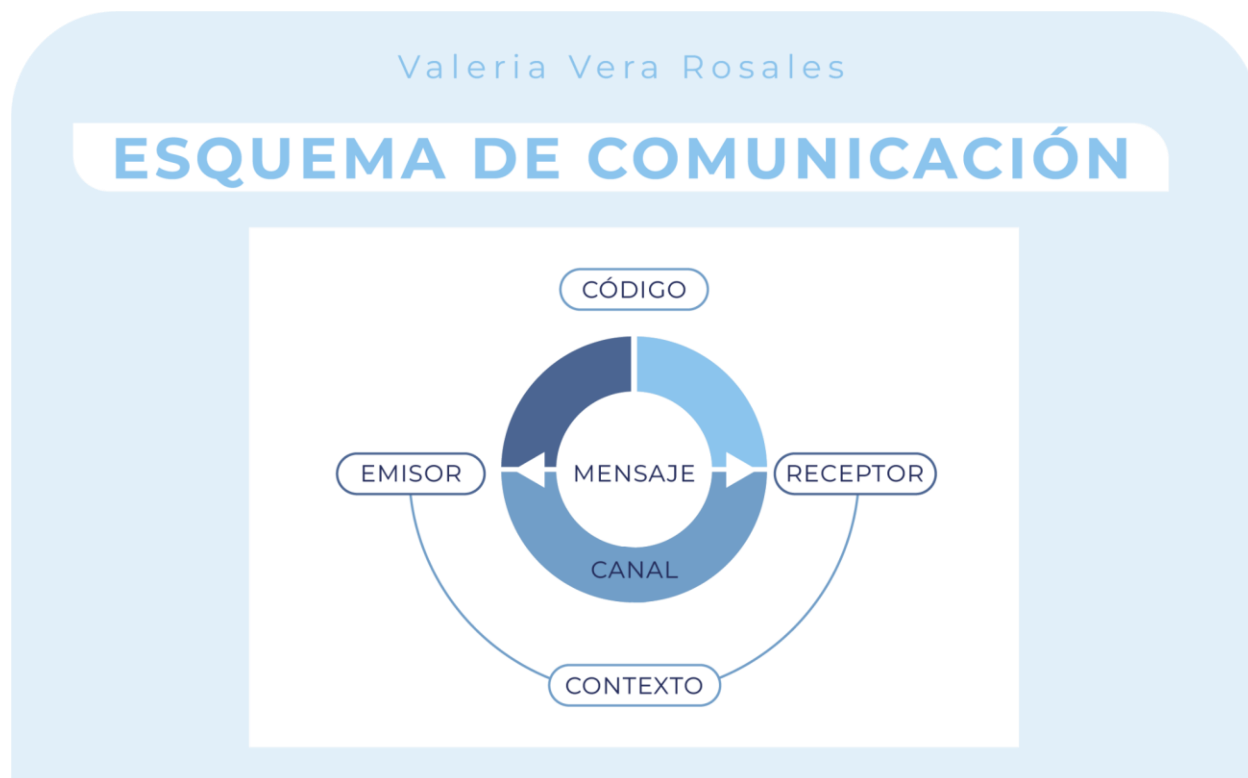 Valeria Vera Rosales
ESQUEMA DE COMUNICACIÓN
CÓDIGO
EMISOR
MENSAJE
RECEPTOR
CANAL
CONTEXTO